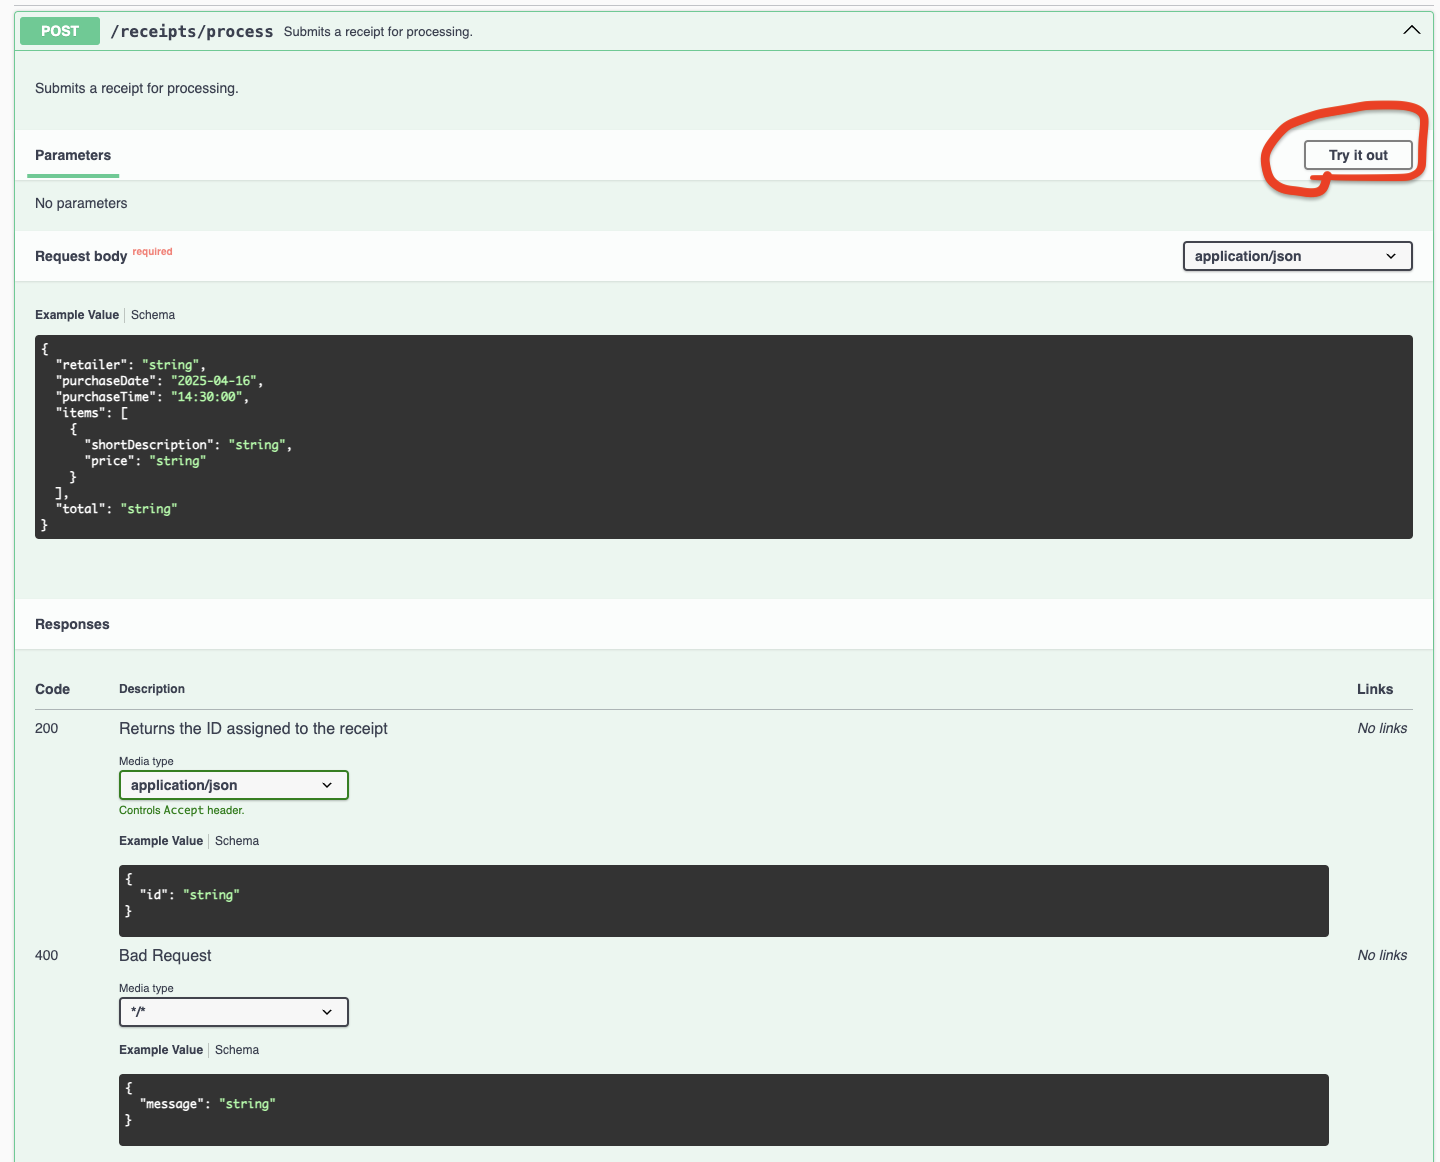 POST /receipts/process Submits a receipt for processing.
Submits a receipt for processing.
Parameters
Try it out
No parameters
Request body required
application/json
Example Value Schema
{
  "retailer": "string",
  "purchaseDate": "2025-04-16",
  "purchaseTime": "14:30:00",
  "items": [
    {
      "shortDescription": "string",
      "price": "string"
    }
  ],
  "total": "string"
}
Responses
Code Description Links
200 Returns the ID assigned to the receipt No links
Media type
application/json
Controls Accept header.
Example Value Schema
{
  "id": "string"
}
400 Bad Request No links
Media type
*/*
Example Value Schema
{
  "message": "string"
}